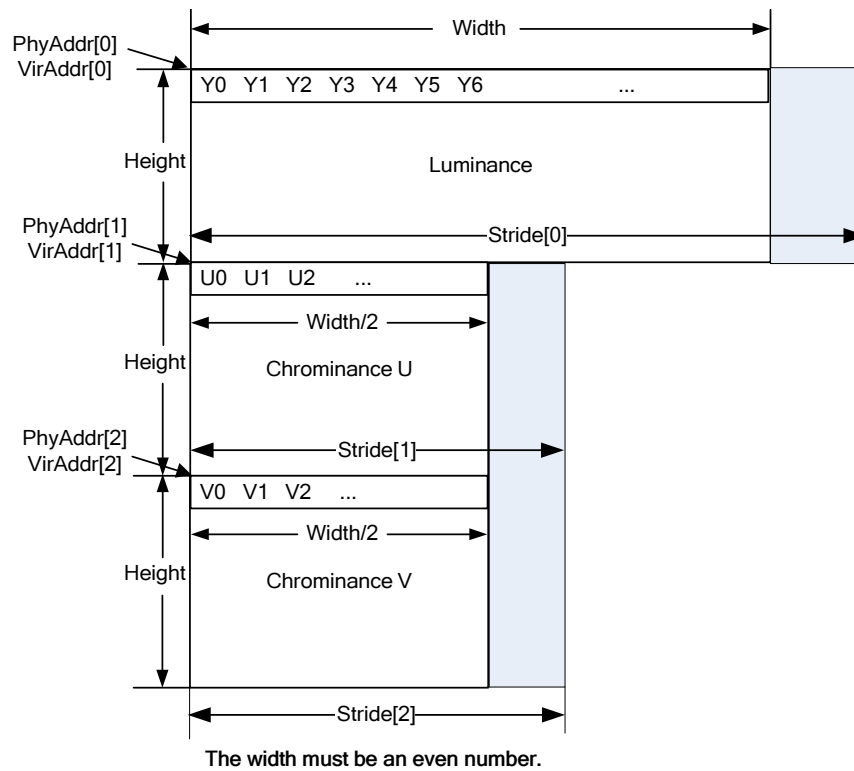 Width
PhyAddr[0]
VirAddr[0]
Y0 Y1 Y2 Y3 Y4 Y5 Y6 ...
Height
Luminance
PhyAddr[1]
VirAddr[1]
Stride[0]
U0 U1 U2 ...
Width/2
Height
Chrominance U
PhyAddr[2]
VirAddr[2]
Stride[1]
V0 V1 V2 ...
Width/2
Height
Chrominance V
Stride[2]
The width must be an even number.